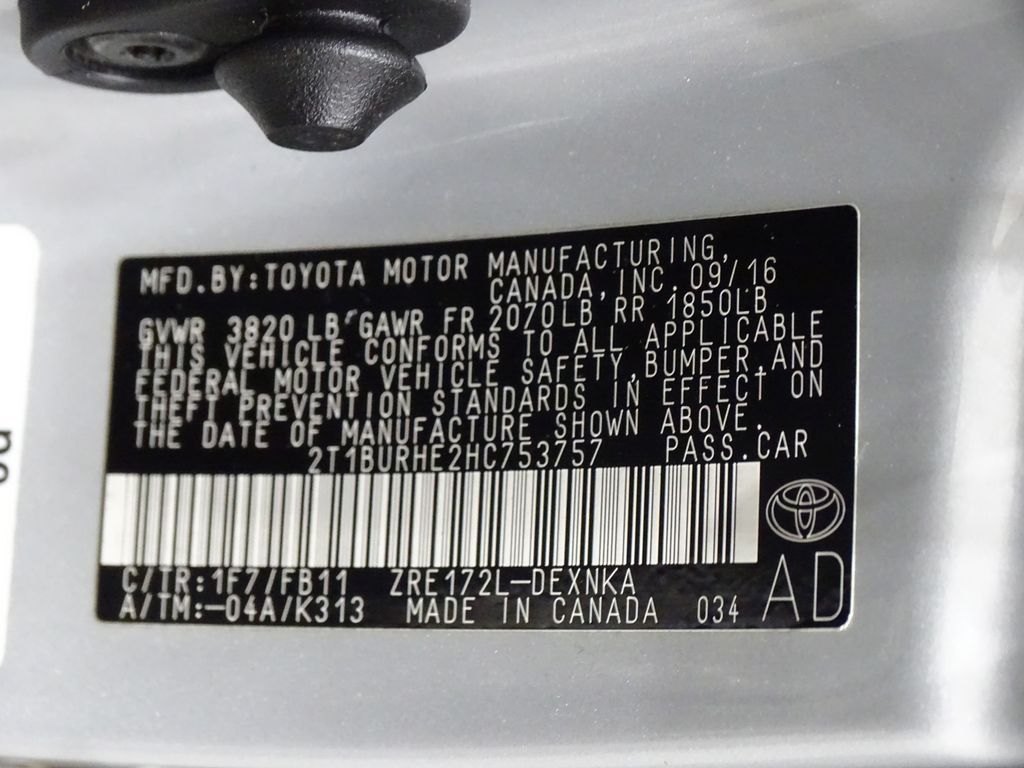 MFD.BY:TOYOTA MOTOR MANUFACTURING,
CANADA, INC. 09/16
GVWR 3820 LB GAWR FR 2070LB RR 1850LB
THIS VEHICLE CONFORMS TO ALL APPLICABLE
FEDERAL MOTOR VEHICLE SAFETY, BUMPER, AND
THEFT PREVENTION STANDARDS IN EFFECT ON
THE DATE OF MANUFACTURE SHOWN ABOVE.
2T1BURHE2HC753757 PASS.CAR
C/TR:1F7/FB11 ZRE172L-DEXNKA
A/TM:-04A/K313 MADE IN CANADA 034 AD